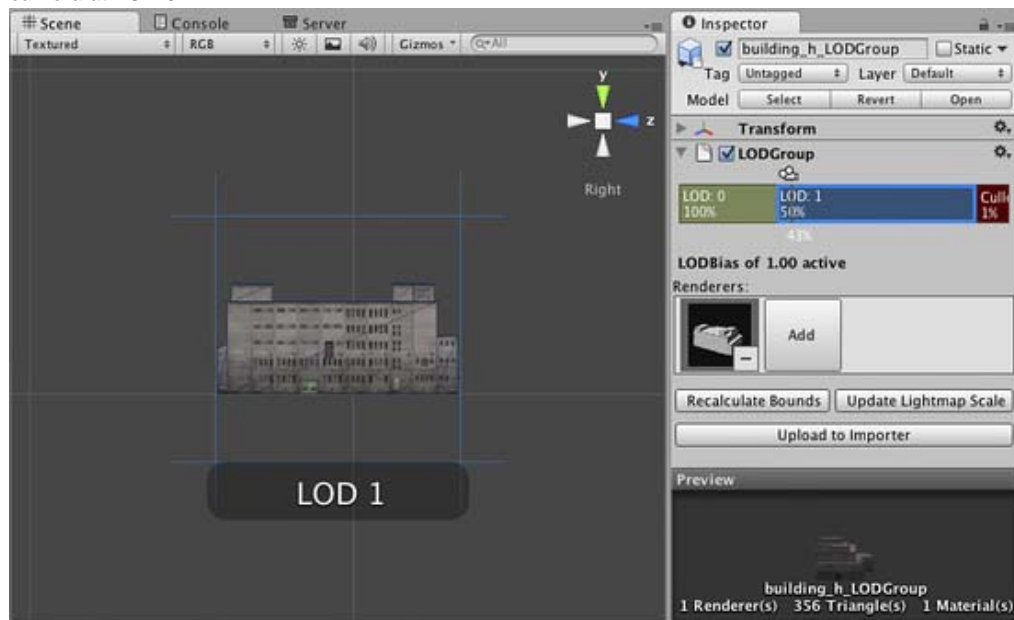 Scene Console Server
Textured RGB Gizmos All
y
z
Right
LOD 1
Inspector
building_h_LODGroup Static
Tag Untagged Layer Default
Model Select Revert Open
Transform
LODGroup
LOD: 0 LOD: 1 Culle
100% 50% 1%
43%
LODBias of 1.00 active
Renderers:
Add
Recalculate Bounds Update Lightmap Scale
Upload to Importer
Preview
building_h_LODGroup
1 Renderer(s) 356 Triangle(s) 1 Material(s)